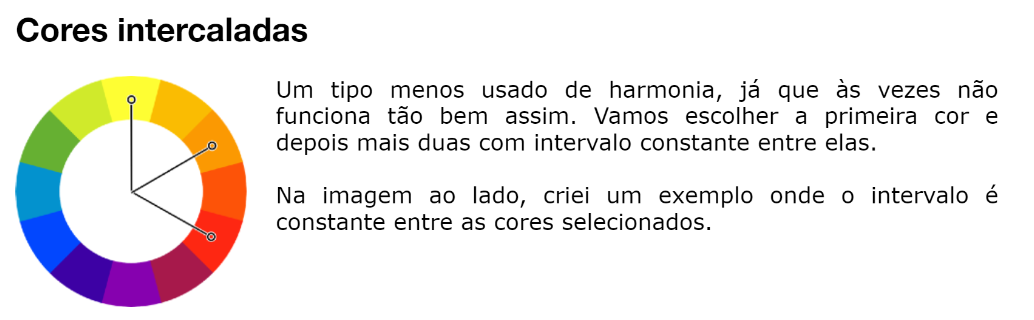 Cores intercaladas
Um tipo menos usado de harmonia, já que às vezes não
funciona tão bem assim. Vamos escolher a primeira cor e
depois mais duas com intervalo constante entre elas.
Na imagem ao lado, criei um exemplo onde o intervalo é
constante entre as cores selecionados.